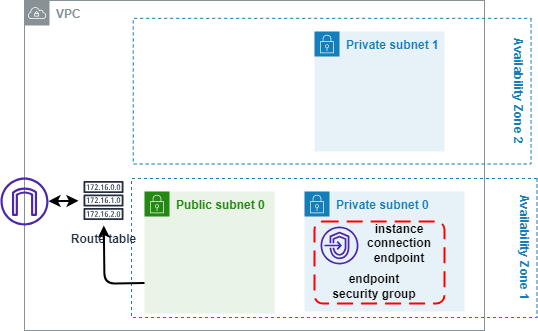 VPC
Private subnet 1
Availability Zone 2
172.16.0.0
172.16.1.0
172.16.2.0
Route table
Public subnet 0
Private subnet 0
instance
connection
endpoint
endpoint
security group
Availability Zone 1